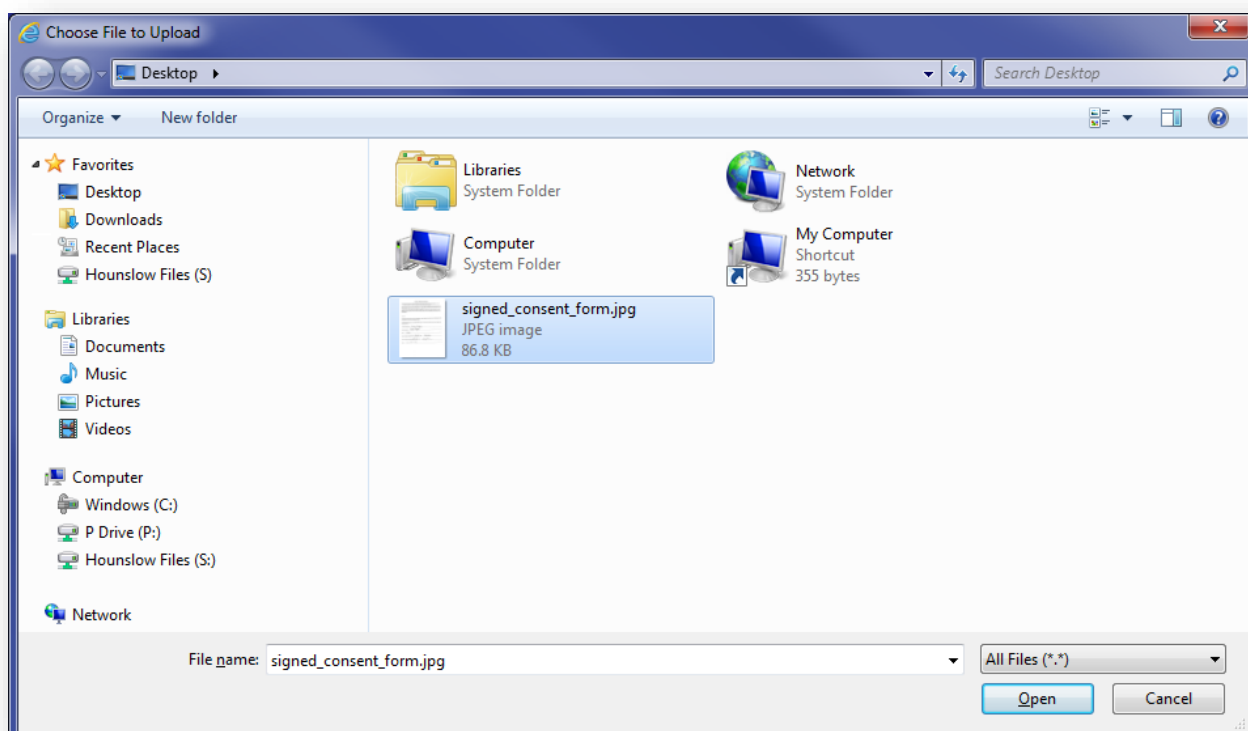 Choose File to Upload
Desktop
Search Desktop
Organize
New folder
Favorites
Desktop
Downloads
Recent Places
Hounslow Files (S)
Libraries
Documents
Music
Pictures
Videos
Computer
Windows (C:)
P Drive (P:)
Hounslow Files (S:)
Network
Libraries
System Folder
Network
System Folder
Computer
System Folder
My Computer
Shortcut
355 bytes
signed_consent_form.jpg
JPEG image
86.8 KB
File name: signed_consent_form.jpg
All Files (*.*)
Open
Cancel